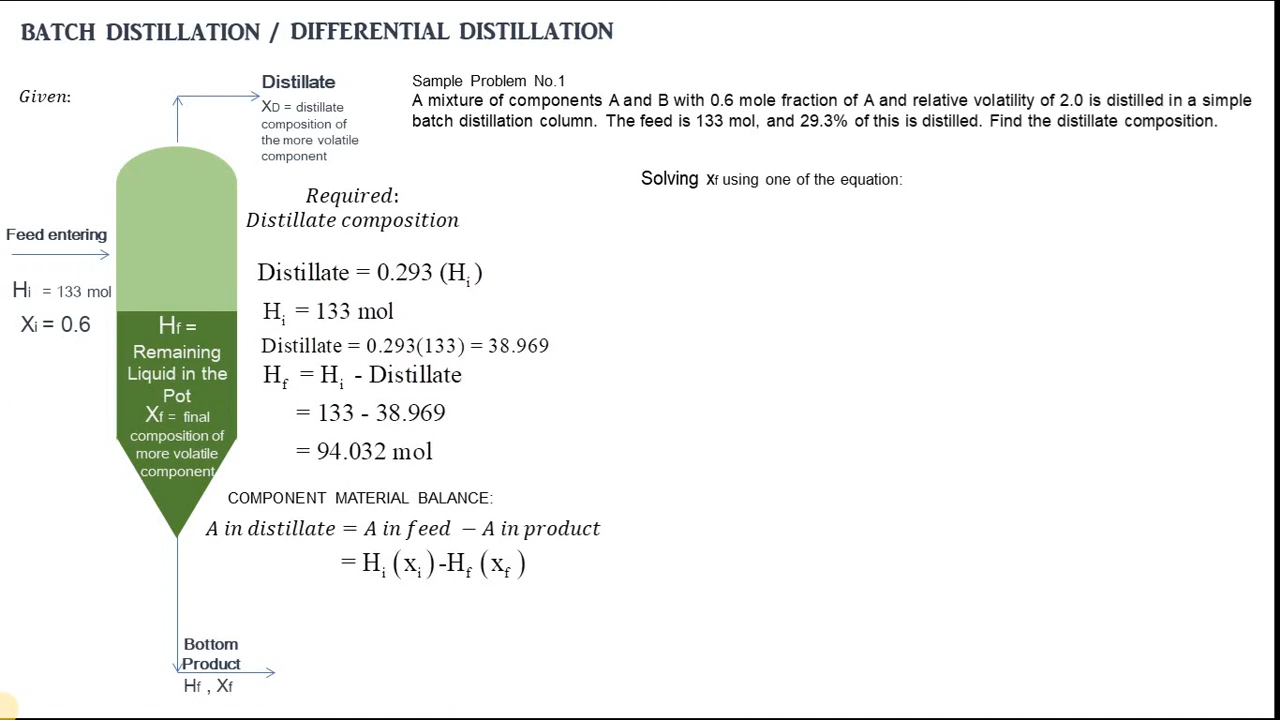 BATCH DISTILLATION / DIFFERENTIAL DISTILLATION
Given:
Distillate
XD = distillate
composition of
the more volatile
component
Sample Problem No.1
A mixture of components A and B with 0.6 mole fraction of A and relative volatility of 2.0 is distilled in a simple
batch distillation column. The feed is 133 mol, and 29.3% of this is distilled. Find the distillate composition.
Solving xf using one of the equation:
Required:
Distillate composition
Feed entering
Hi = 133 mol
Xi = 0.6
Hf =
Remaining
Liquid in the
Pot
Xf = final
composition of
more volatile
component
Distillate = 0.293 (Hi)
Hi = 133 mol
Distillate = 0.293(133) = 38.969
Hf = Hi - Distillate
= 133 - 38.969
= 94.032 mol
COMPONENT MATERIAL BALANCE:
A in distillate = A in feed − A in product
= Hi (xi)-Hf (xf)
Bottom
Product
Hf , Xf